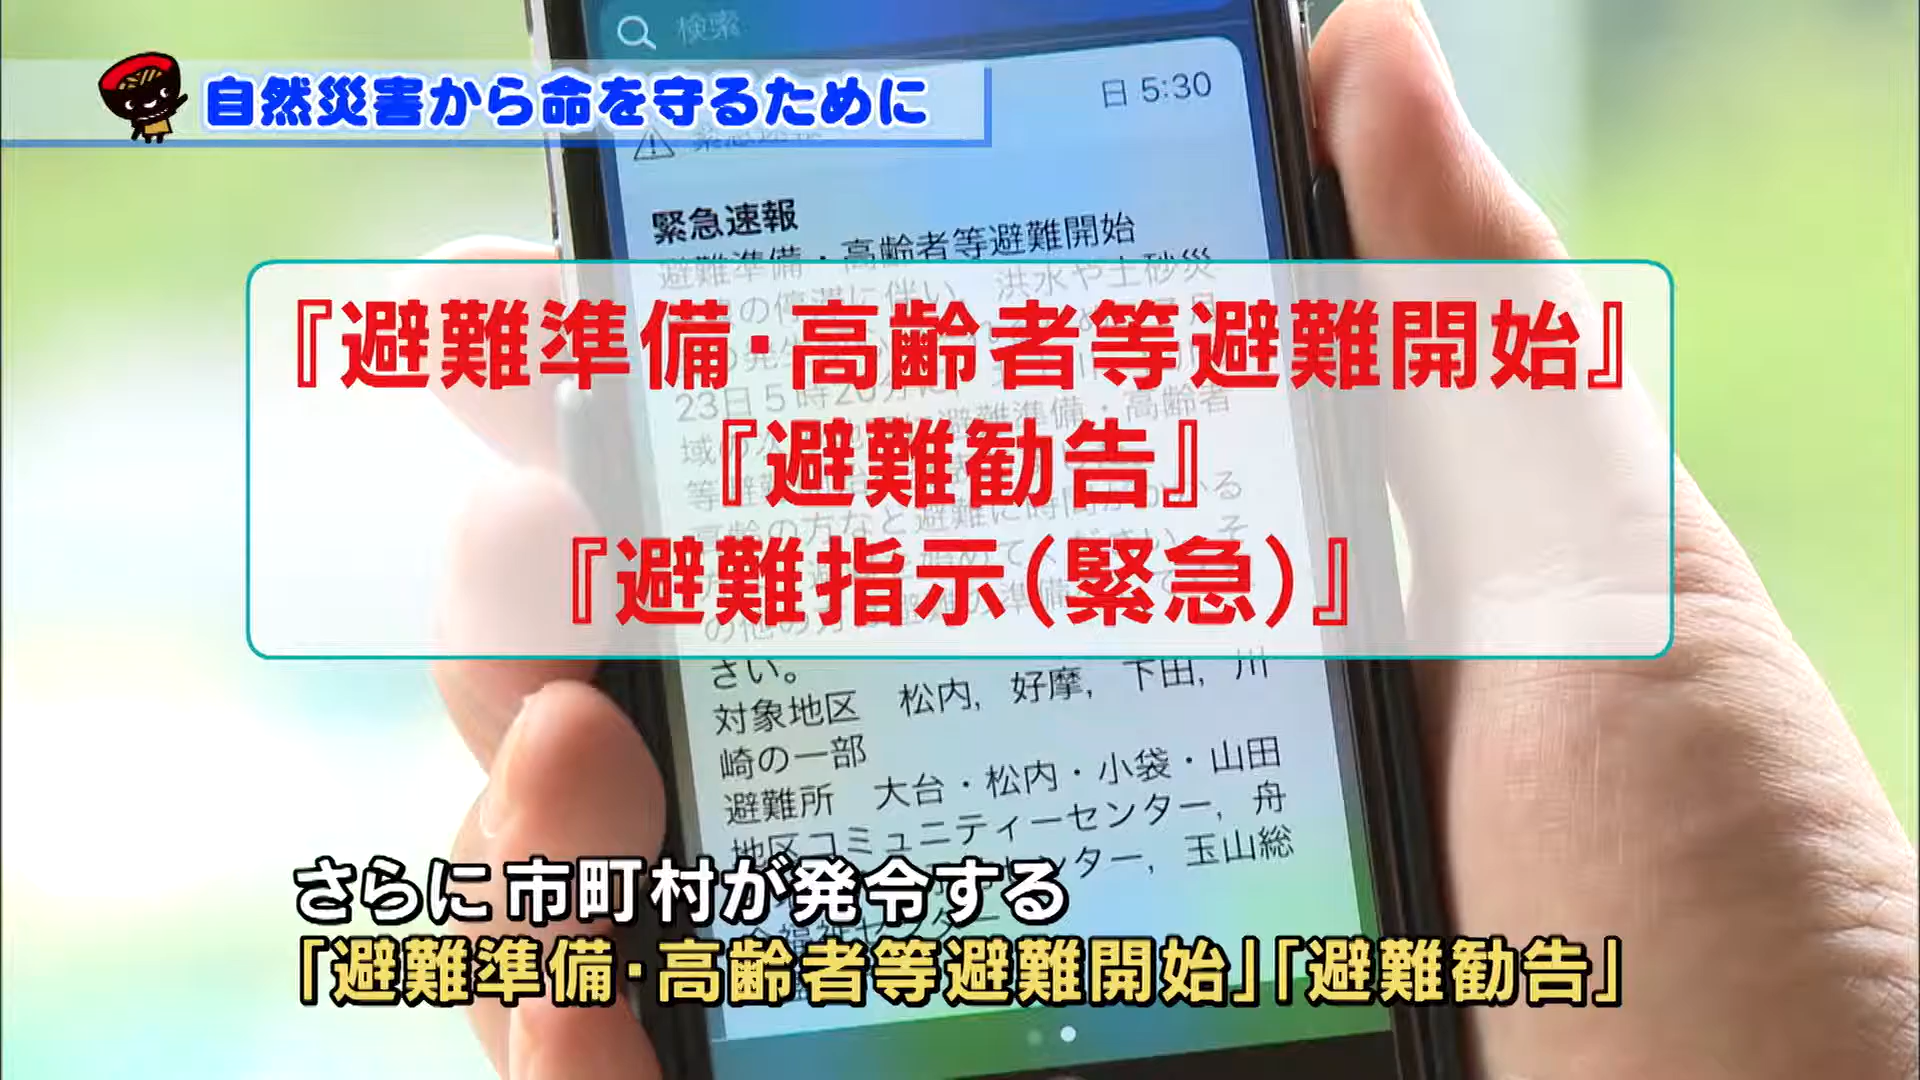 検索
自然災害から命を守るために
日 5:30
緊急速報
避難準備・高齢者等避難開始
『避難準備・高齢者等避難開始』
『避難勧告』
『避難指示(緊急)』
さい。
対象地区 松内, 好摩, 下田, 川
崎の一部
避難所 大台・松内・小袋・山田
地区コミュニティーセンター, 舟
玉山総
さらに市町村が発令する
「避難準備・高齢者等避難開始」「避難勧告」